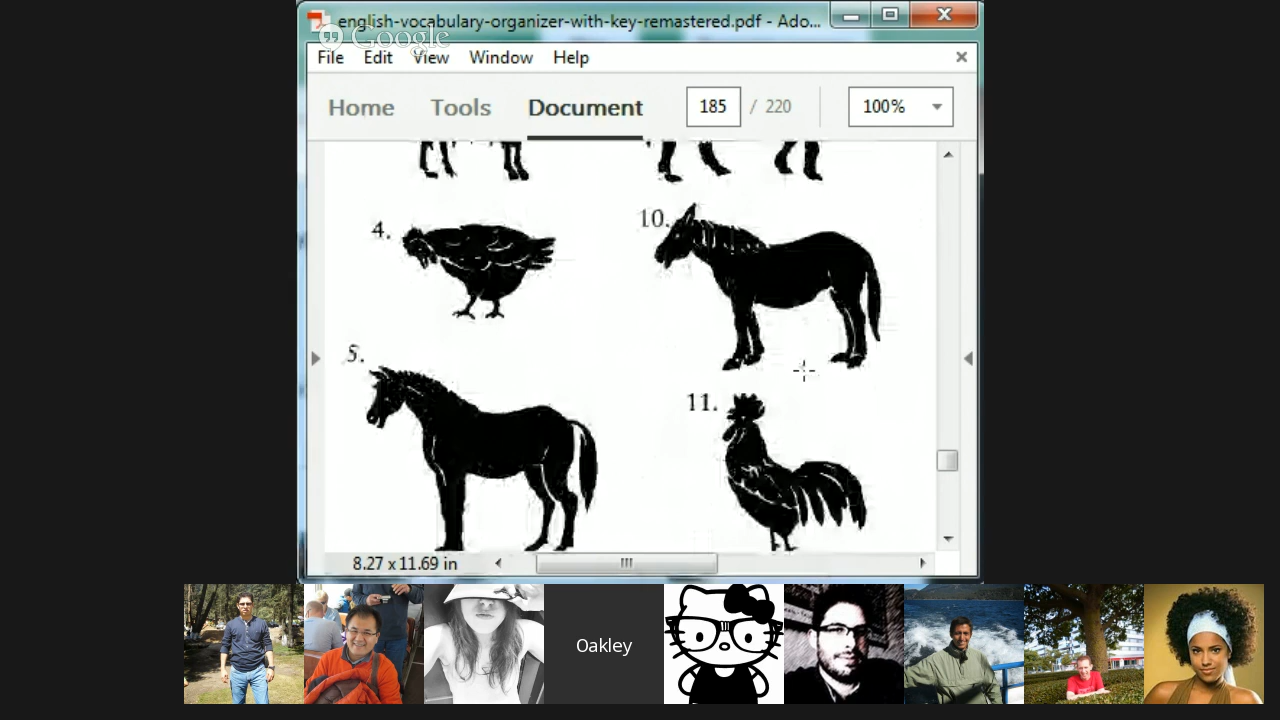 english-vocabulary-organizer-with-key-remastered.pdf - Ado...
Google
File Edit View Window Help
Home Tools Document 185 / 220 100%
4.
10.
5.
11.
8.27 x 11.69 in
Oakley